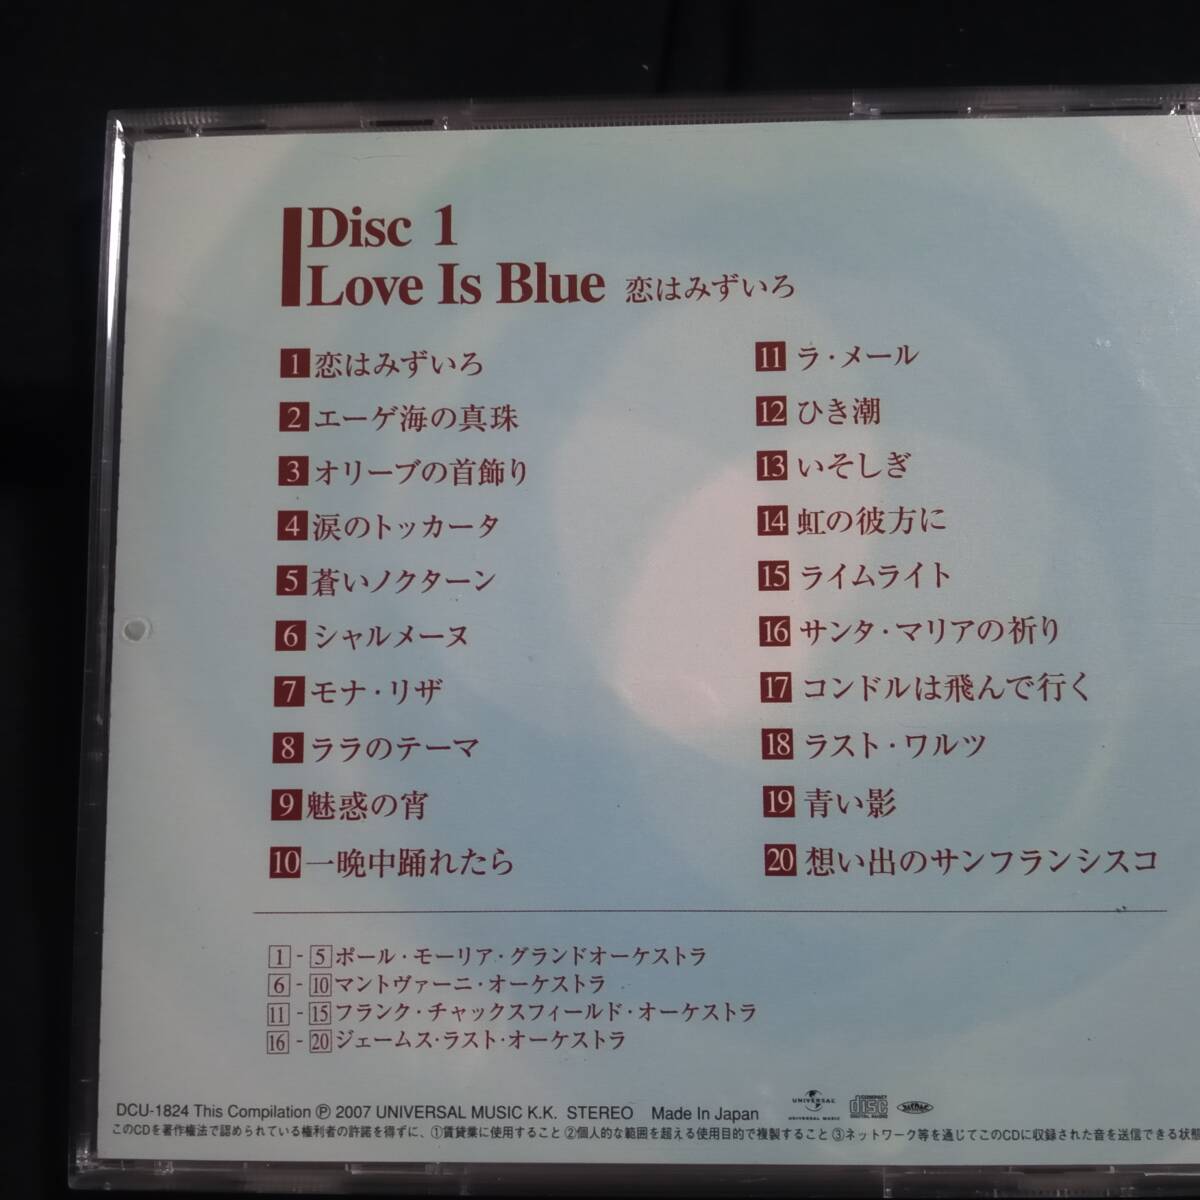 Disc 1
Love Is Blue 恋はみずいろ
1 恋はみずいろ
2 エーゲ海の真珠
3 オリーブの首飾り
4 涙のトッカータ
5 蒼いノクターン
6 シャルメーヌ
7 モナ・リザ
8 ララのテーマ
9 魅惑の宵
10 一晩中踊れたら
11 ラ・メール
12 ひき潮
13 いそしぎ
14 虹の彼方に
15 ライムライト
16 サンタ・マリアの祈り
17 コンドルは飛んで行く
18 ラスト・ワルツ
19 青い影
20 想い出のサンフランシスコ
1 - 5 ポール・モーリア・グランドオーケストラ
6 - 10 マントヴァーニ・オーケストラ
11 - 15 フランク・チャックスフィールド・オーケストラ
16 - 20 ジェームス・ラスト・オーケストラ
DCU-1824 This Compilation Ⓟ 2007 UNIVERSAL MUSIC K.K. STEREO Made In Japan
UNIVERSAL
UNIVERSAL MUSIC
COMPACT
disc
DIGITAL AUDIO
このCDを著作権法で認められている権利者の許諾を得ずに、①賃貸業に使用すること ②個人的な範囲を超える使用目的で複製すること ③ネットワーク等を通じてこのCDに収録された音を送信できる状態